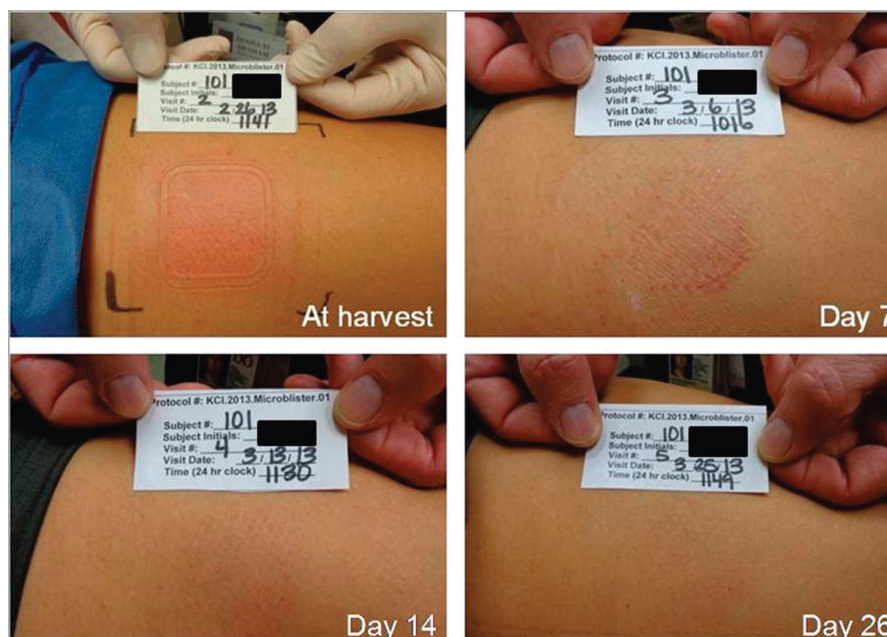 DOUGLAS
DENHAM
rotocol #: KCI.2013.Microblister.01
Subject #: 101
Subject Initials:
Visit #: 2
Visit Date: 2 / 26 / 13
Time (24 hr clock) 1141
At harvest
Protocol #: KCI.2013.Microblister.01
Subject #: 101
Subject Initials:
Visit #: 3
Visit Date: 3 / 6 / 13
Time (24 hr clock) 1016
Day 7
Protocol #: KCI.2013.Microblister.01
Subject #: 101
Subject Initials:
Visit #: 4
Visit Date: 3 / 13 / 13
Time (24 hr clock) 1130
Day 14
Protocol #: KCI.2013.Microblister.01
Subject #: 101
Subject Initials:
Visit #: 5
Visit Date: 3 / 25 / 13
Time (24 hr clock) 1149
Day 26